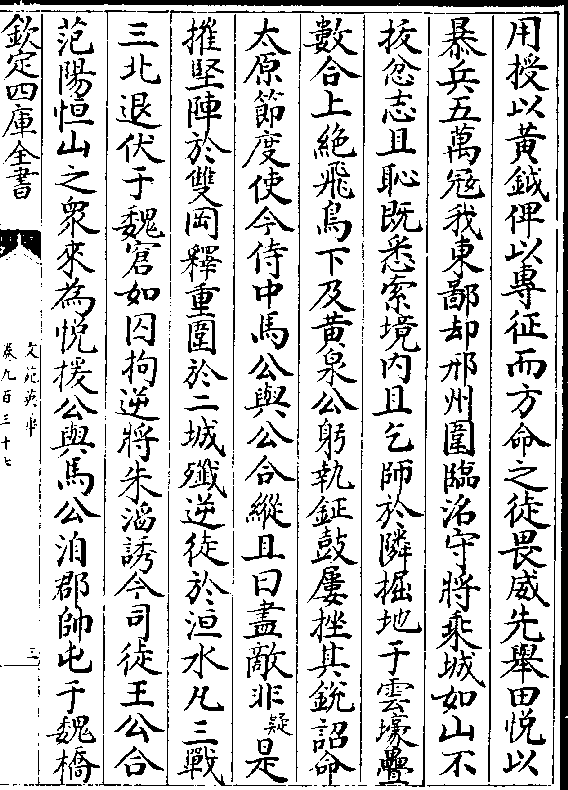 用授以黃鉞俾以專征而方命之徒畏威先舉田悅以
暴兵五萬冦我東鄙却邢州圍臨洺守將乘城如山不
拔忿志且恥既悉索境内且乞師於隣掘地于雲壕疊
數合上絶飛鳥下及黃泉公躬執鉦鼓屢挫其銳詔命
太原節度使今侍中馬公與公合縱且曰盡敵非疑是
摧堅陣於雙岡釋重圍於二城殲逆徒於洹水凡三戰
三北退伏于魏窘如囚拘逆將朱滔誘今司徒王公合
范陽恒山之衆來為悅援公與馬公洎郡帥屯于魏橋
欽定四庫全書
文苑英華
卷九百三十七
三